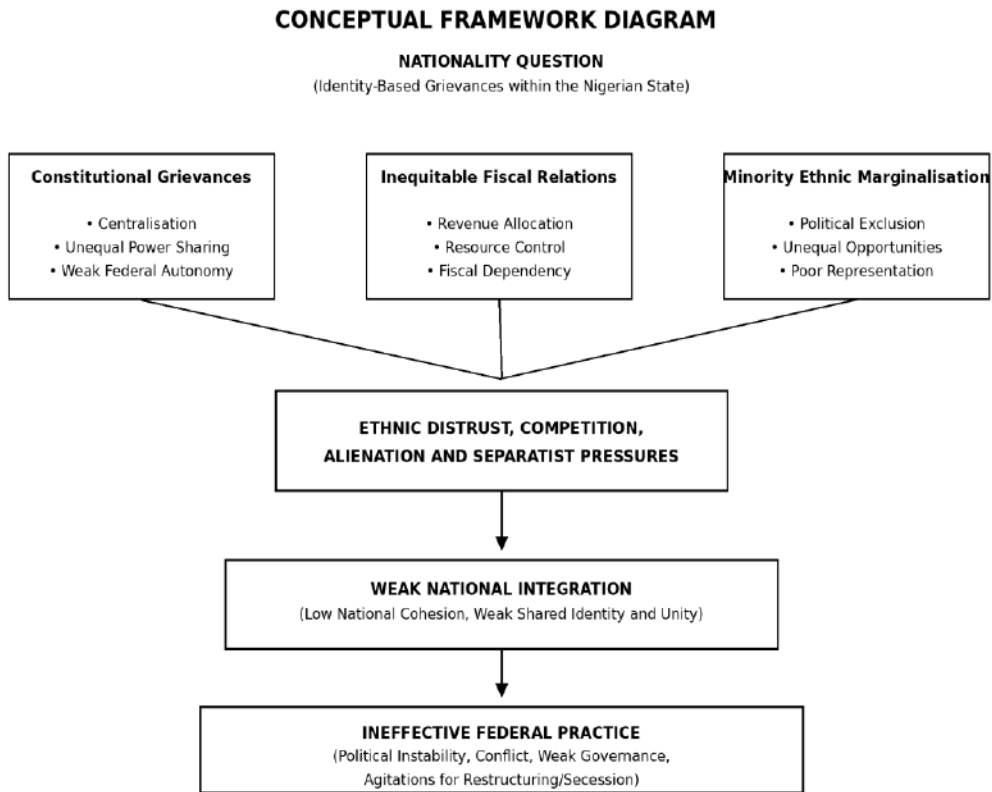 CONCEPTUAL FRAMEWORK DIAGRAM
NATIONALITY QUESTION
(Identity-Based Grievances within the Nigerian State)
Constitutional Grievances
• Centralisation
• Unequal Power Sharing
• Weak Federal Autonomy
Inequitable Fiscal Relations
• Revenue Allocation
• Resource Control
• Fiscal Dependency
Minority Ethnic Marginalisation
• Political Exclusion
• Unequal Opportunities
• Poor Representation
ETHNIC DISTRUST, COMPETITION,
ALIENATION AND SEPARATIST PRESSURES
WEAK NATIONAL INTEGRATION
(Low National Cohesion, Weak Shared Identity and Unity)
INEFFECTIVE FEDERAL PRACTICE
(Political Instability, Conflict, Weak Governance,
Agitations for Restructuring/Secession)